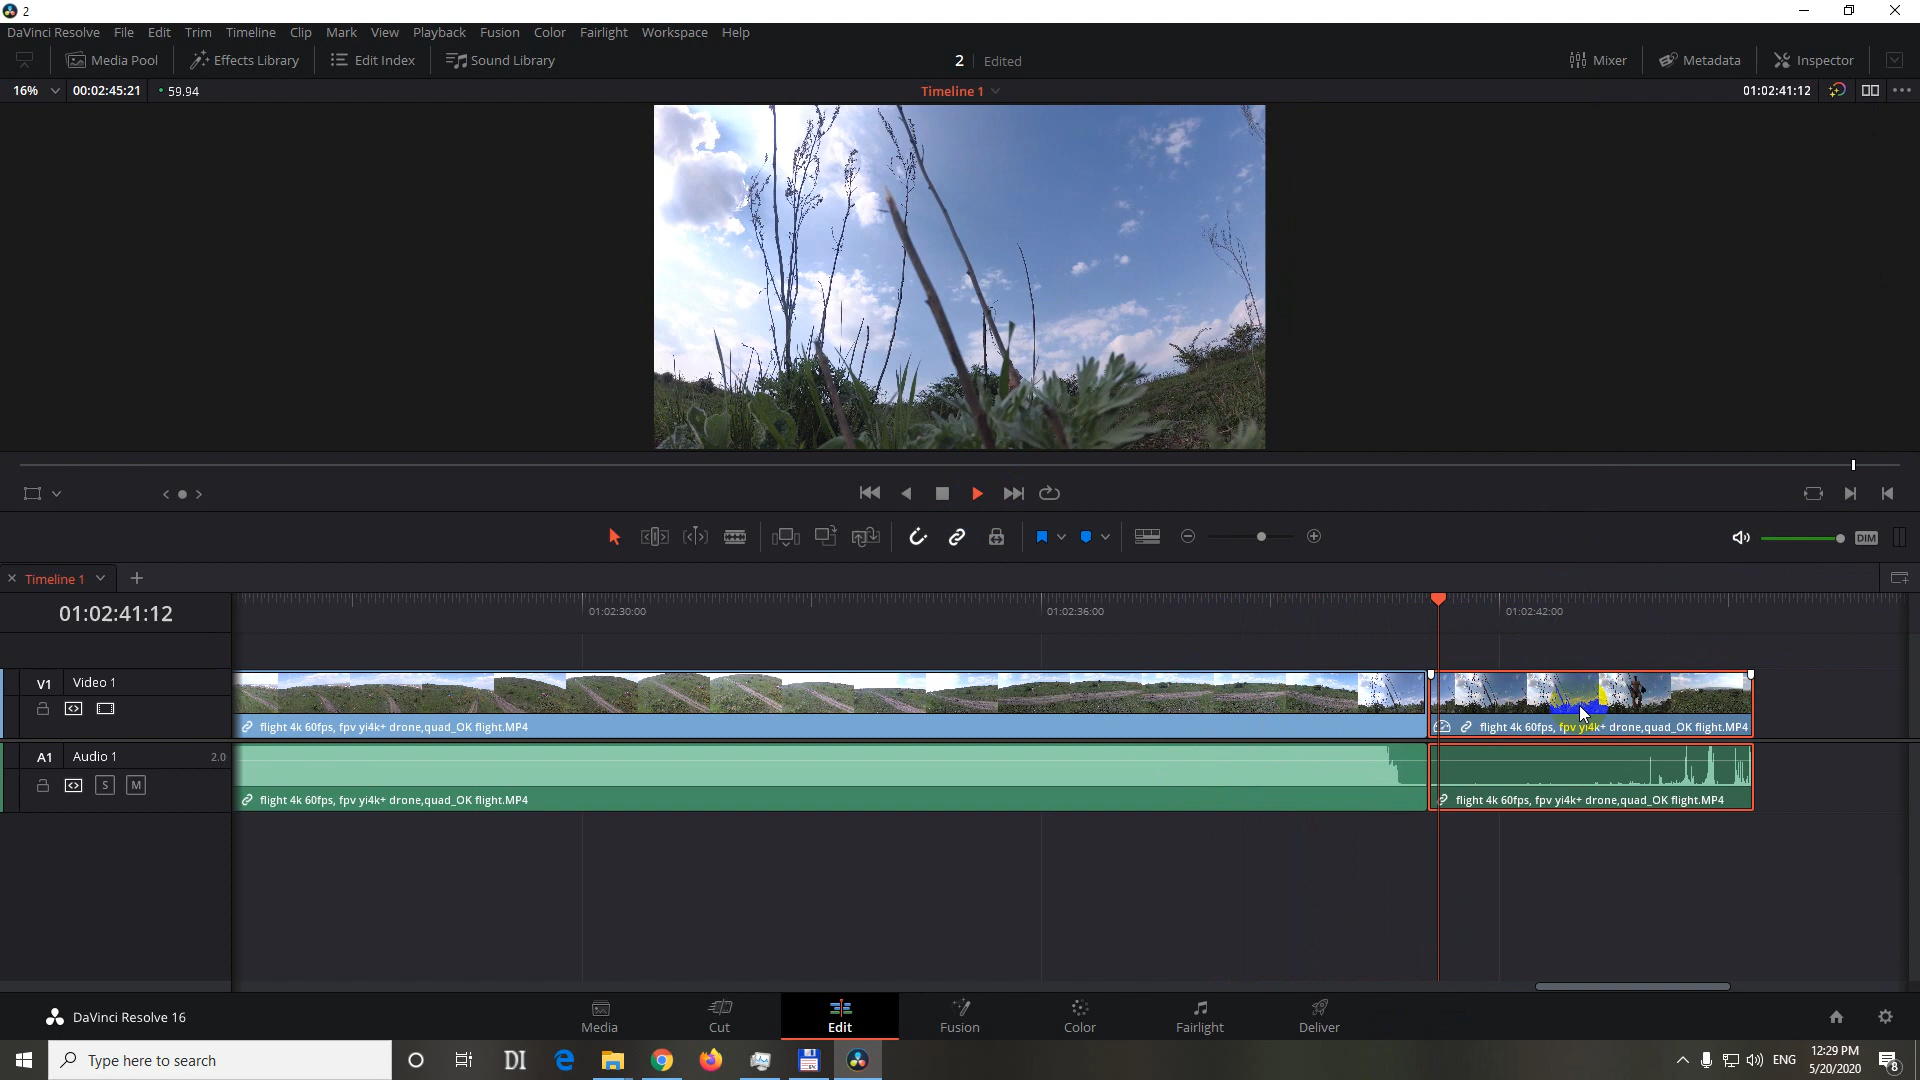 2
DaVinci Resolve File Edit Trim Timeline Clip Mark View Playback Fusion Color Fairlight Workspace Help
Media Pool Effects Library Edit Index Sound Library 2 Edited Mixer Metadata Inspector
16% 00:02:45:21 59.94 Timeline 1 01:02:41:12
DIM
Timeline 1
01:02:41:12 01:02:30:00 01:02:36:00 01:02:42:00
V1 Video 1
flight 4k 60fps, fpv yi4k+ drone,quad_OK flight.MP4 flight 4k 60fps, fpv yi4k+ drone,quad_OK flight.MP4
A1 Audio 1 2.0
S M
flight 4k 60fps, fpv yi4k+ drone,quad_OK flight.MP4 flight 4k 60fps, fpv yi4k+ drone,quad_OK flight.MP4
DaVinci Resolve 16 Media Cut Edit Fusion Color Fairlight Deliver
Type here to search DI ENG 12:29 PM
5/20/2020 8